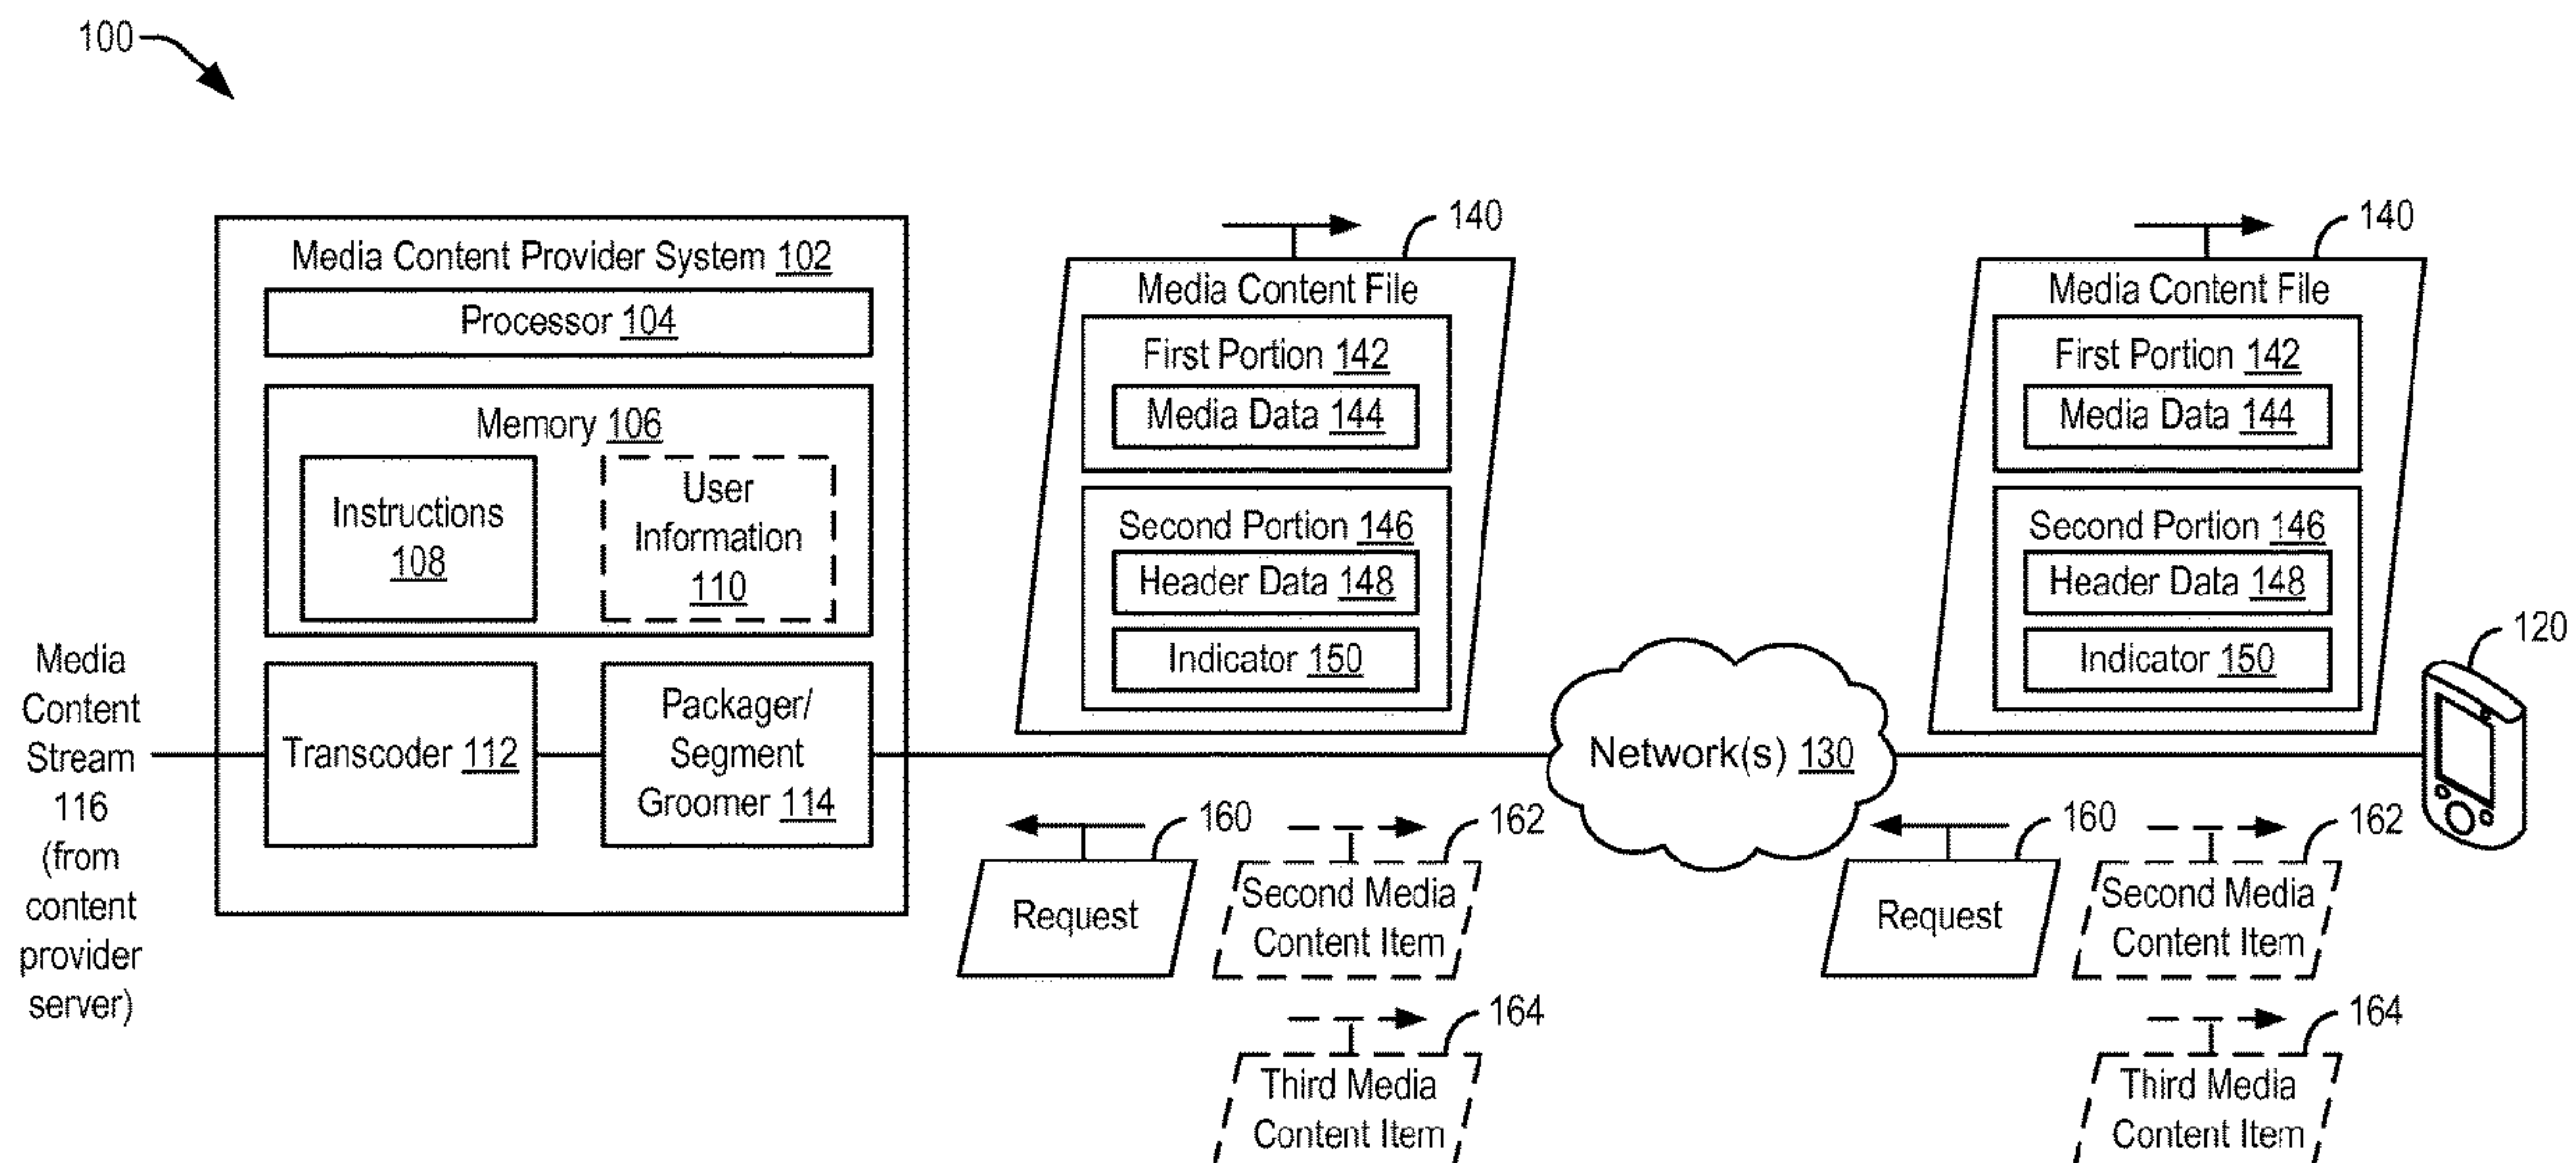 100
Media Content Provider System 102
Processor 104
Memory 106
Instructions
108
User
Information
110
Transcoder 112
Packager/
Segment
Groomer 114
Media
Content
Stream
116
(from
content
provider
server)
140
Media Content File
First Portion 142
Media Data 144
Second Portion 146
Header Data 148
Indicator 150
Network(s) 130
140
Media Content File
First Portion 142
Media Data 144
Second Portion 146
Header Data 148
Indicator 150
120
160
Request
162
Second Media
Content Item
164
Third Media
Content Item
160
Request
162
Second Media
Content Item
164
Third Media
Content Item